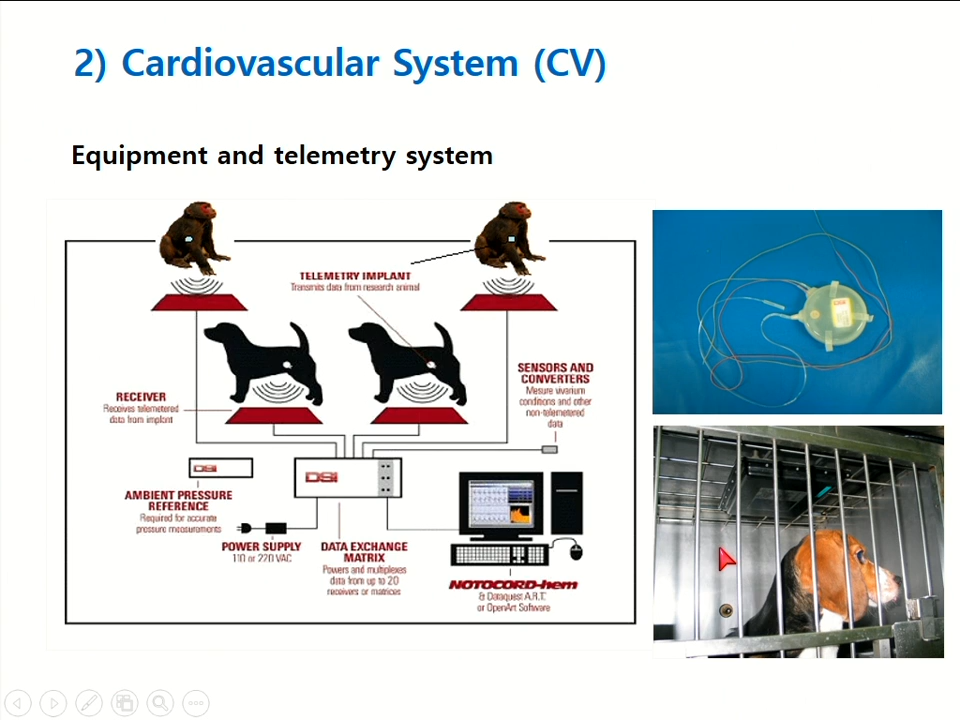 2) Cardiovascular System (CV)
Equipment and telemetry system
TELEMETRY IMPLANT
Transmits data from research animal
SENSORS AND
CONVERTERS
Mesure vivarium
conditions and other
non-telemetered
data
RECEIVER
Receives telemetered
data from implant
DSI
DSI
AMBIENT PRESSURE
REFERENCE
Required for accurate
pressure measurements
POWER SUPPLY
110 or 220 VAC
DATA EXCHANGE
MATRIX
Powers and multiplexes
data from up to 20
receivers or matrices
NOTOCORD-hem
& Dataquest A.R.T.
or OpenArt Software
DSI